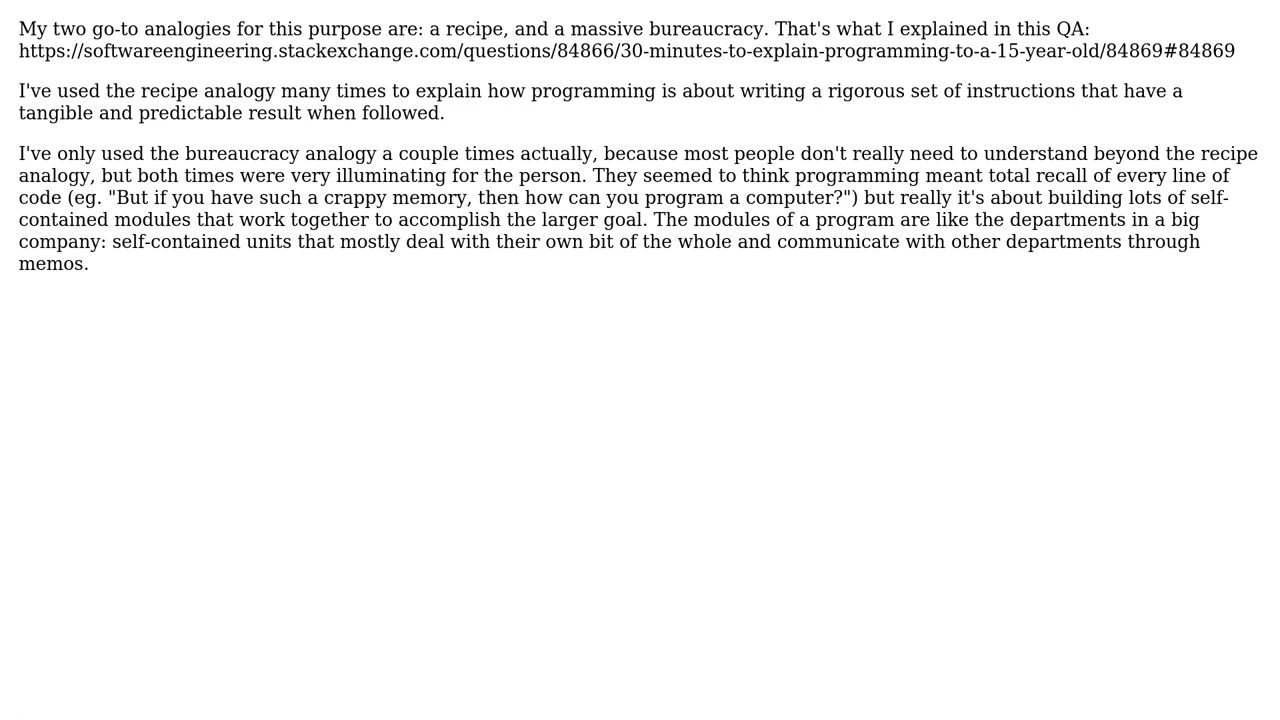 My two go-to analogies for this purpose are: a recipe, and a massive bureaucracy. That's what I explained in this QA:
https://softwareengineering.stackexchange.com/questions/84866/30-minutes-to-explain-programming-to-a-15-year-old/84869#84869
I've used the recipe analogy many times to explain how programming is about writing a rigorous set of instructions that have a
tangible and predictable result when followed.
I've only used the bureaucracy analogy a couple times actually, because most people don't really need to understand beyond the recipe
analogy, but both times were very illuminating for the person. They seemed to think programming meant total recall of every line of
code (eg. "But if you have such a crappy memory, then how can you program a computer?") but really it's about building lots of self-
contained modules that work together to accomplish the larger goal. The modules of a program are like the departments in a big
company: self-contained units that mostly deal with their own bit of the whole and communicate with other departments through
memos.